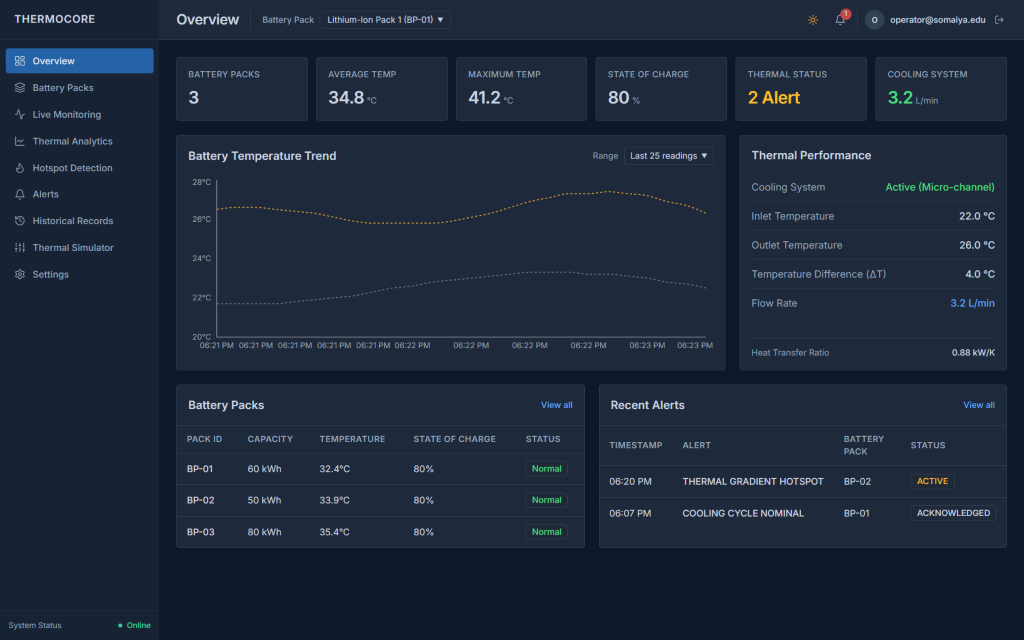 THERMOCORE
Overview
Battery Pack
Lithium-Ion Pack 1 (BP-01) ▼
1
O
operator@somaiya.edu
Overview
Battery Packs
Live Monitoring
Thermal Analytics
Hotspot Detection
Alerts
Historical Records
Thermal Simulator
Settings
System Status
Online
BATTERY PACKS
3
AVERAGE TEMP
34.8 °C
MAXIMUM TEMP
41.2 °C
STATE OF CHARGE
80 %
THERMAL STATUS
2 Alert
COOLING SYSTEM
3.2 L/min
Battery Temperature Trend
Range
Last 25 readings ▼
28°C
26°C
24°C
22°C
20°C
06:21 PM 06:21 PM 06:21 PM 06:21 PM 06:21 PM 06:22 PM 06:22 PM 06:22 PM 06:22 PM 06:23 PM 06:23 PM
Thermal Performance
Cooling System Active (Micro-channel)
Inlet Temperature 22.0 °C
Outlet Temperature 26.0 °C
Temperature Difference (ΔT) 4.0 °C
Flow Rate 3.2 L/min
Heat Transfer Ratio 0.88 kW/K
Battery Packs View all
PACK ID CAPACITY TEMPERATURE STATE OF CHARGE STATUS
BP-01 60 kWh 32.4°C 80% Normal
BP-02 50 kWh 33.9°C 80% Normal
BP-03 80 kWh 35.4°C 80% Normal
Recent Alerts View all
TIMESTAMP ALERT BATTERY PACK STATUS
06:20 PM THERMAL GRADIENT HOTSPOT BP-02 ACTIVE
06:07 PM COOLING CYCLE NOMINAL BP-01 ACKNOWLEDGED